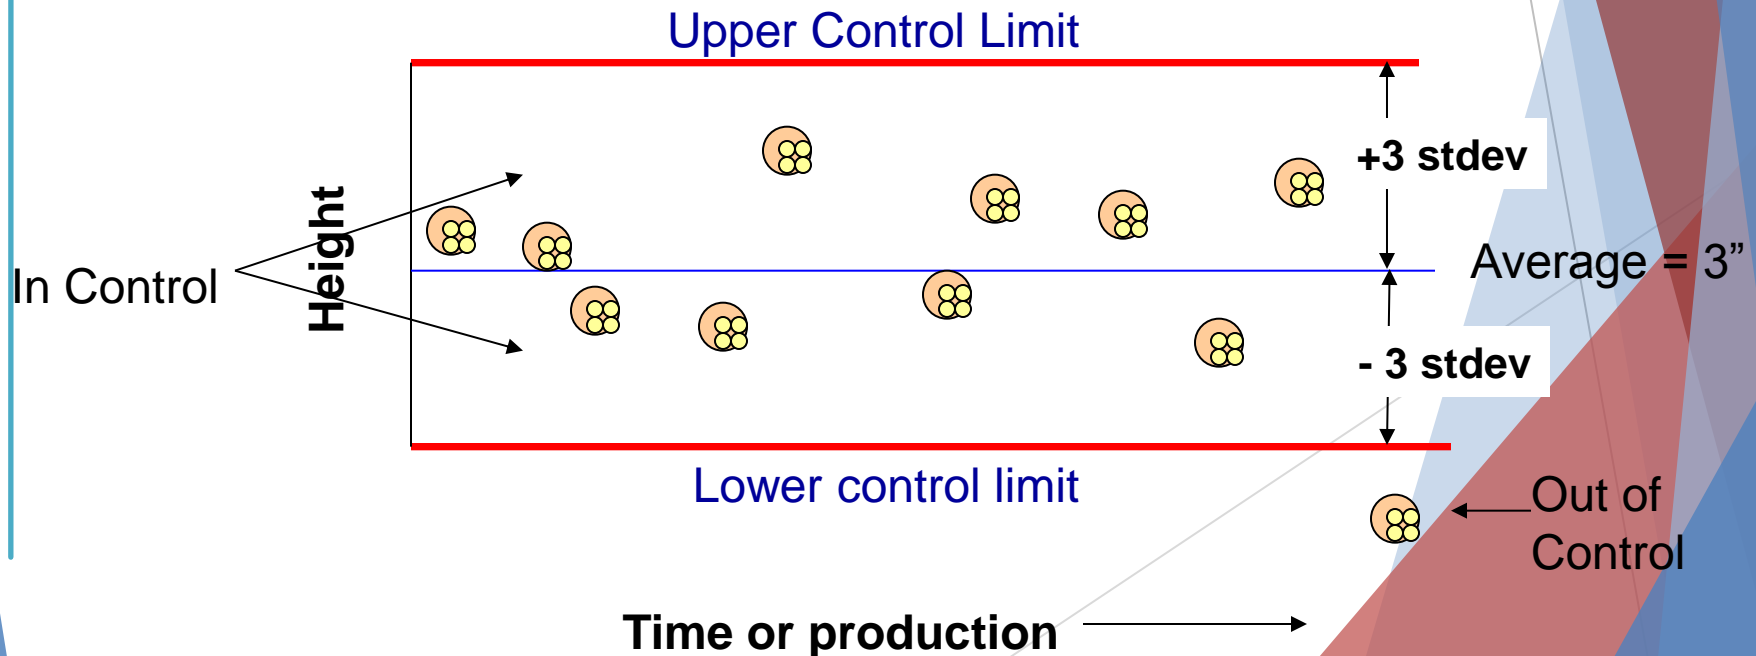 Upper Control Limit
+3 stdev
Height
In Control
Average = 3”
- 3 stdev
Lower control limit
Out of
Control
Time or production